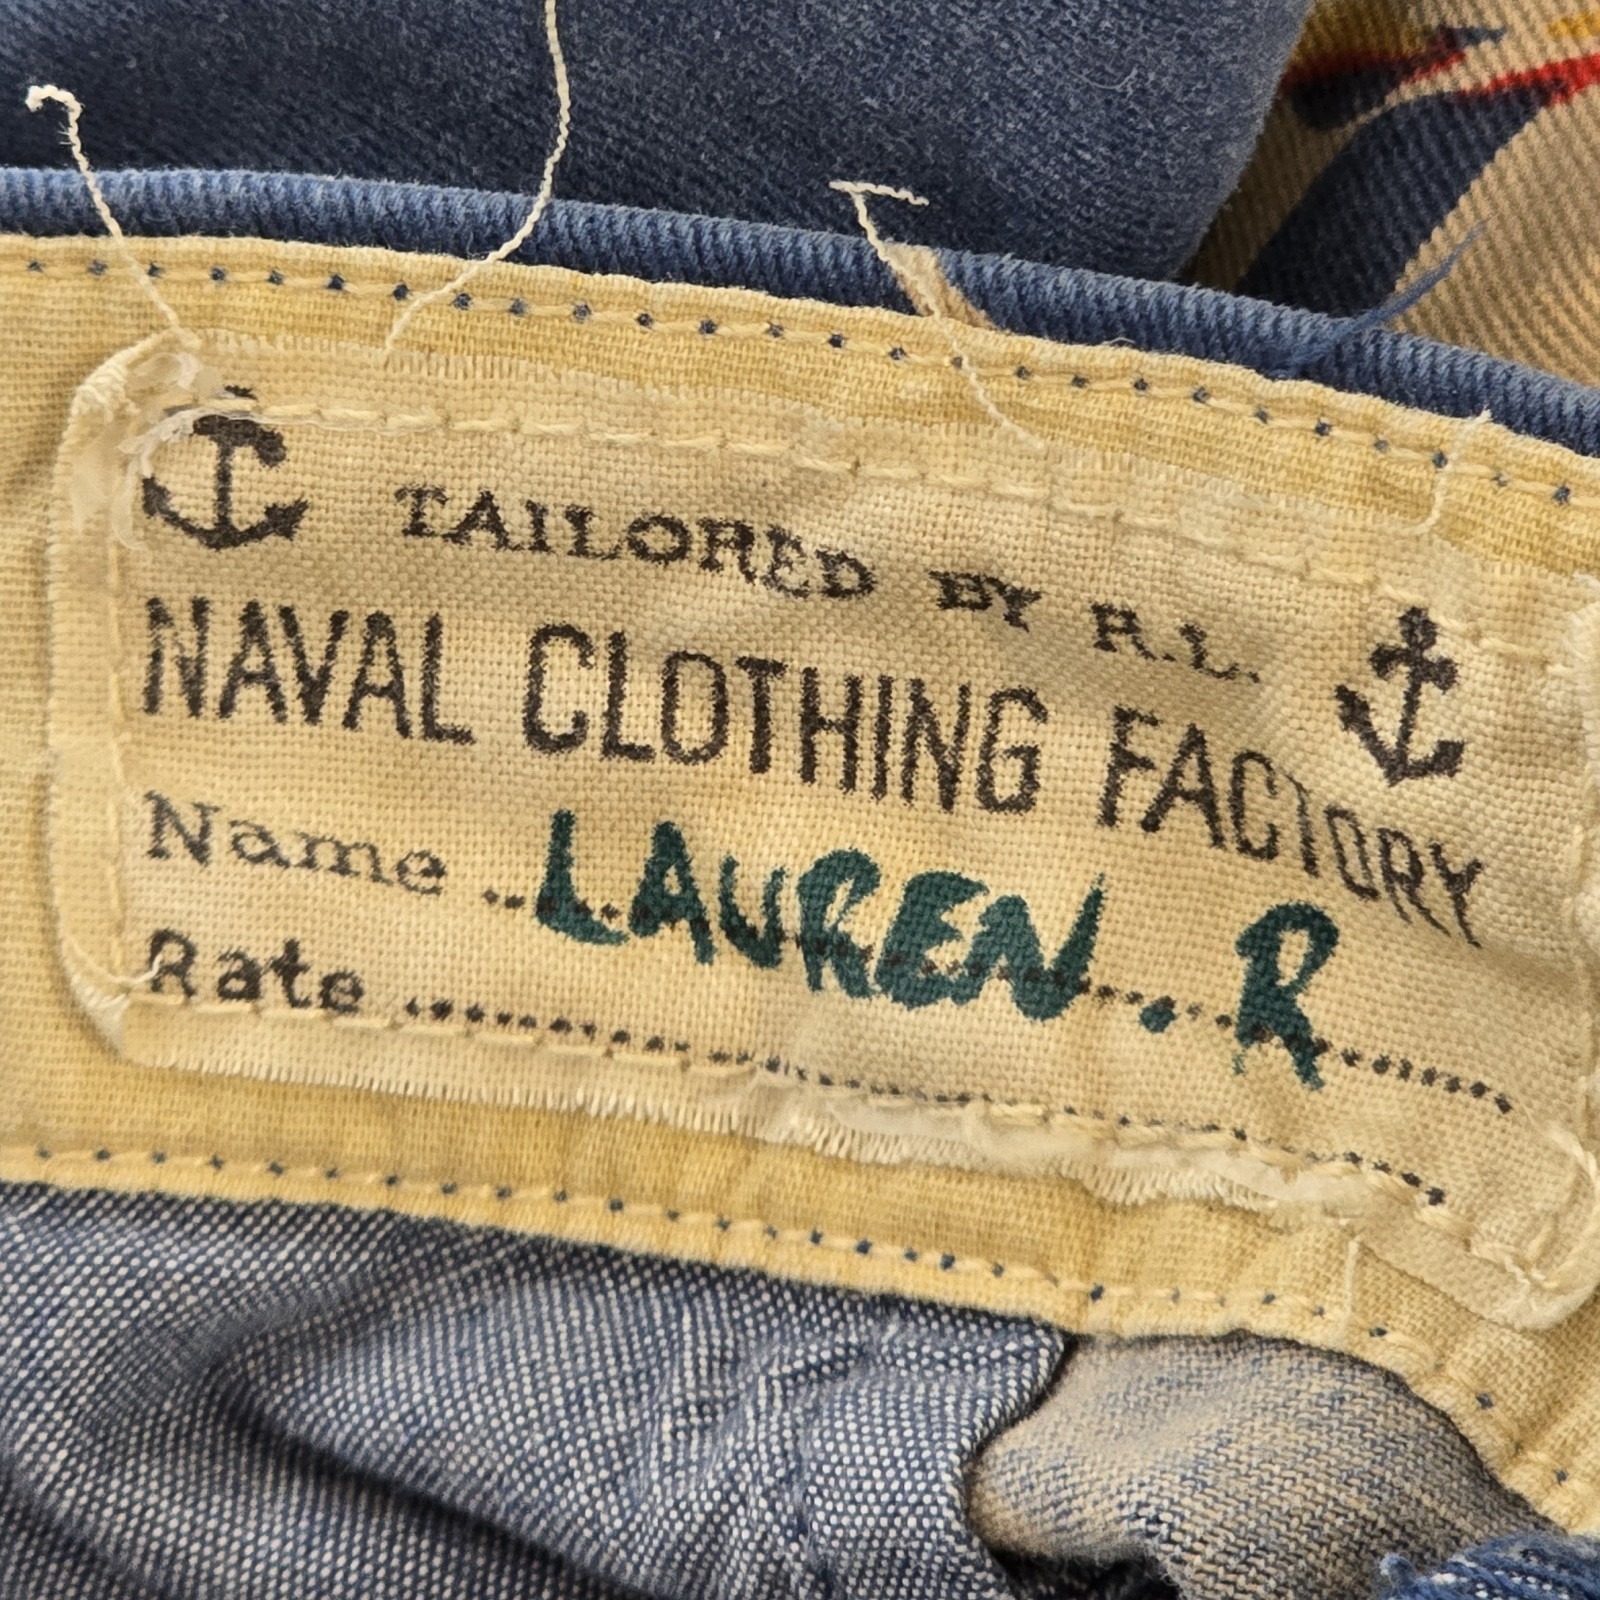 TAILORED BY R.L.
NAVAL CLOTHING FACTORY
Name ..LAUREN..R........
Rate ................................